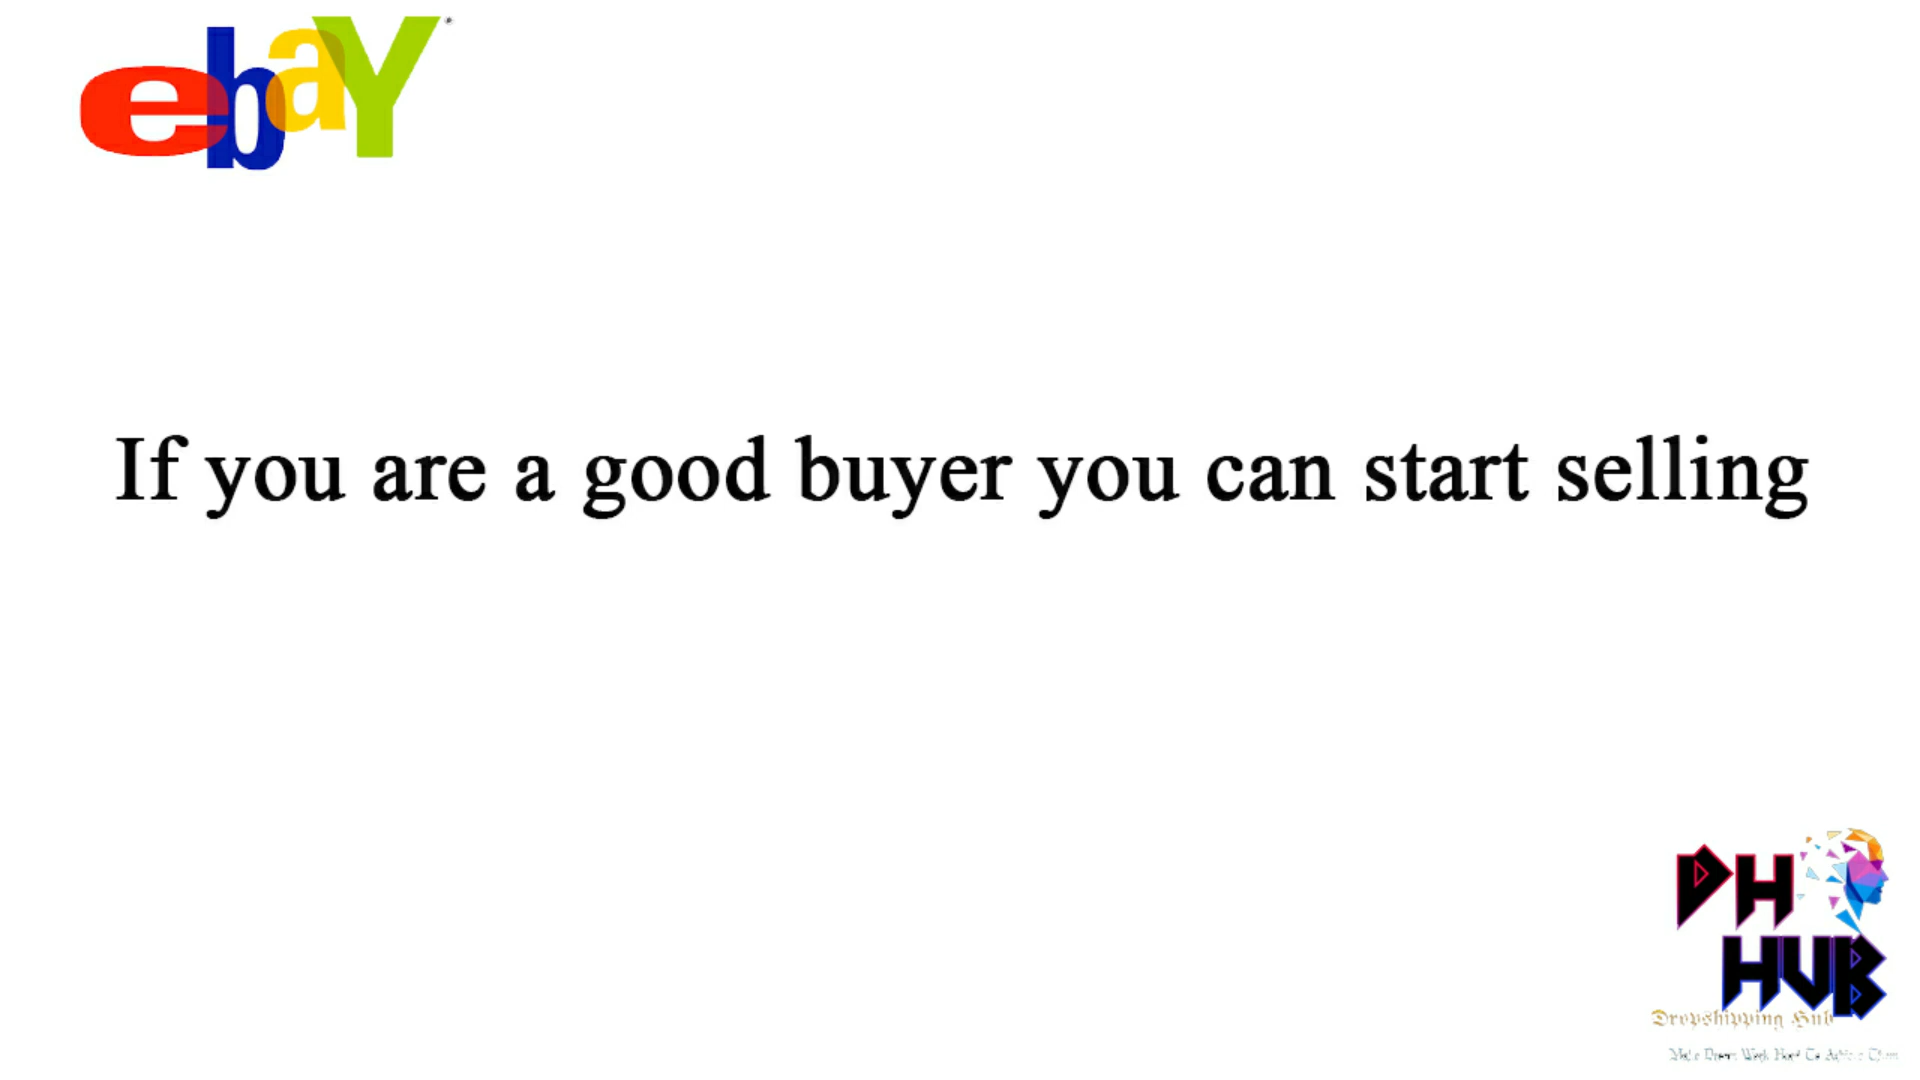 ebaY
If you are a good buyer you can start selling
DH
HUB
Dropshipping Hub